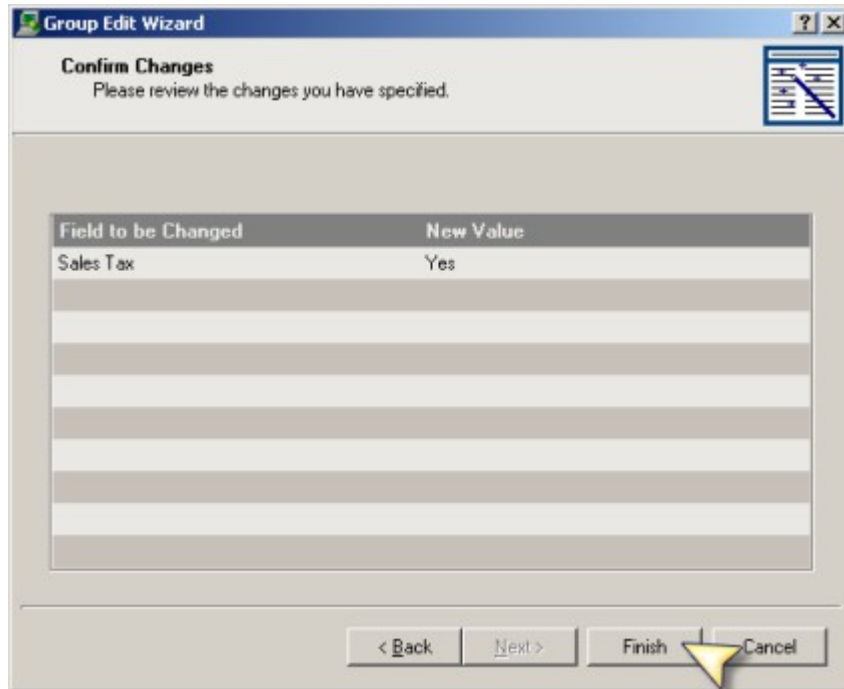 Group Edit Wizard
Confirm Changes
Please review the changes you have specified.
Field to be Changed New Value
Sales Tax Yes
< Back Next > Finish Cancel